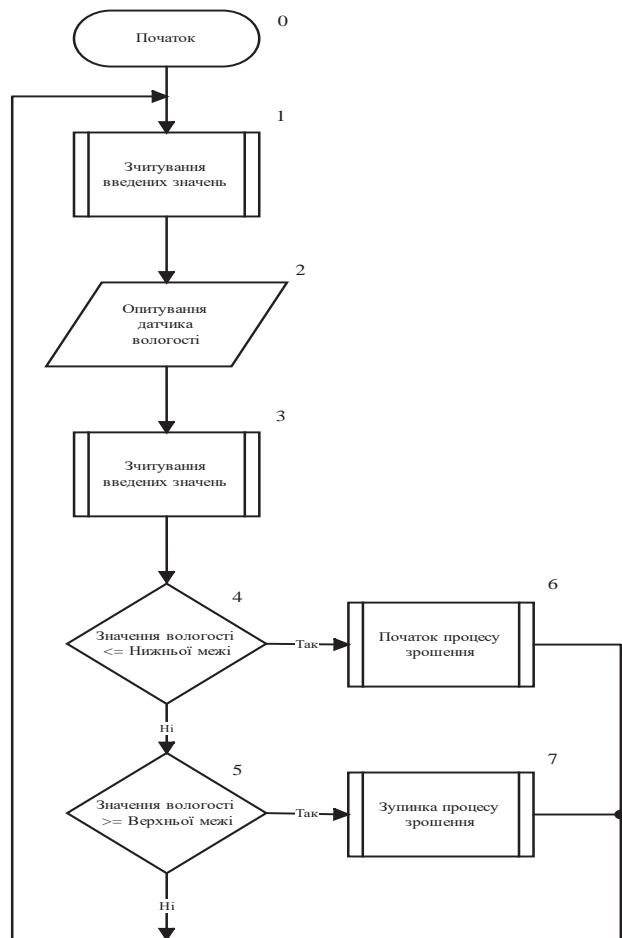 0
Початок
1
Зчитування
введених значень
2
Опитування
датчика
вологості
3
Зчитування
введених значень
4
Значення вологості
<= Нижньої межі
Так
6
Початок процесу
зрошення
Ні
5
Значення вологості
>= Верхньої межі
Так
7
Зупинка процесу
зрошення
Ні